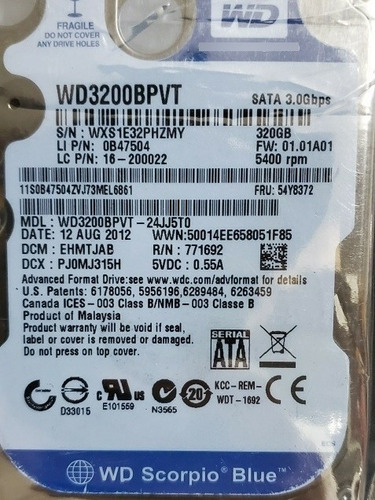 FRAGILE
DO NOT COVER
ANY DRIVE HOLES
WD
WD3200BPVT
SATA 3.0Gbps
S/N : WXS1E32PHZMY 320GB
LI P/N: 0B47504 FW: 01.01A01
LC P/N: 16-200022 5400 rpm
11S0B47504ZVJ73MEL6861 FRU: 54Y8372
MDL: WD3200BPVT-24JJ5T0
DATE: 12 AUG 2012 WWN:50014EE658051F85
DCM : EHMTJAB R/N : 771692
DCX : PJ0MJ315H 5VDC : 0.55A
Advanced Format Drive:see www.wdc.com/advformat for details
U.S. Patents: 6178056, 5956196,6289484, 6263459
Canada ICES-003 Class B/NMB-003 Classe B
Product of Malaysia
Product warranty will be void if seal,
label or cover is removed or damaged.
Do not press on top cover.
SERIAL
ATA
D33015
c UL us
E101559
N3565
20
KCC-REM-
WDT-1692
CE
WD Scorpio® Blue™